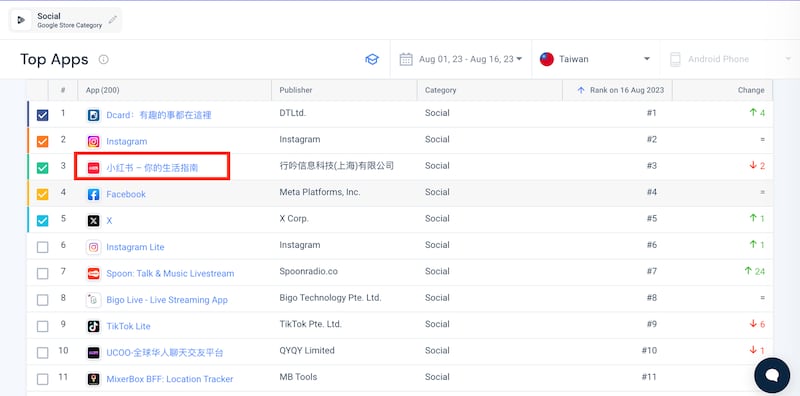 Social
Google Store Category
Top Apps
Aug 01, 23 - Aug 16, 23
Taiwan
Android Phone
# App (200) Publisher Category Rank on 16 Aug 2023 Change
1 Dcard：有趣的事都在這裡 DTLtd. Social #1 4
2 Instagram Instagram Social #2 =
3 小红书 – 你的生活指南 行吟信息科技(上海)有限公司 Social #3 2
4 Facebook Meta Platforms, Inc. Social #4 =
5 X X Corp. Social #5 1
6 Instagram Lite Instagram Social #6 1
7 Spoon: Talk & Music Livestream Spoonradio.co Social #7 24
8 Bigo Live - Live Streaming App Bigo Technology Pte. Ltd. Social #8 =
9 TikTok Lite TikTok Pte. Ltd. Social #9 6
10 UCOO-全球华人聊天交友平台 QYQY Limited Social #10 1
11 MixerBox BFF: Location Tracker MB Tools Social #11